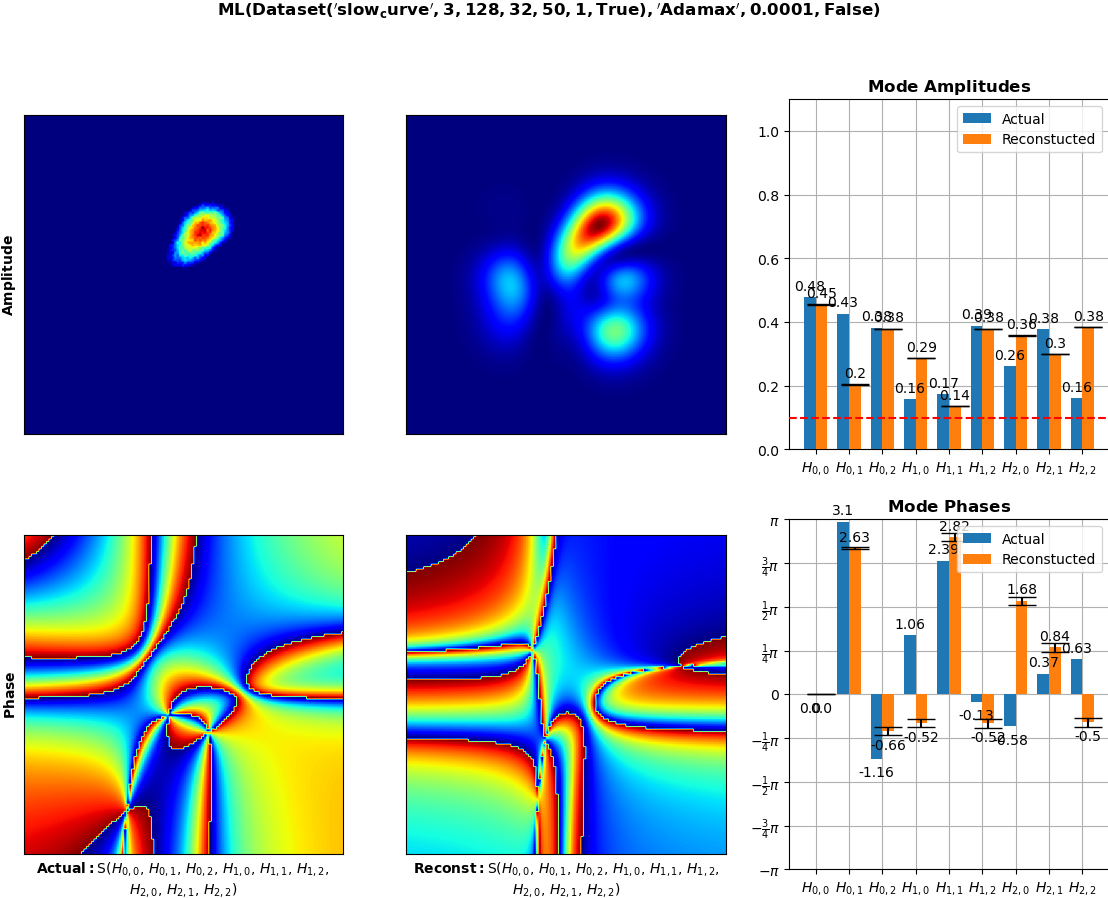 ML(Dataset(′slow_curve′, 3, 128, 32, 50, 1, True), ′Adamax′, 0.0001, False)
Mode Amplitudes
Actual
Reconstucted
1.0
0.8
0.6
0.4
0.2
0.0
0.48
0.45
0.43
0.2
0.38
0.38
0.16
0.29
0.17
0.14
0.39
0.38
0.26
0.36
0.38
0.3
0.16
0.38
H0,0 H0,1 H0,2 H1,0 H1,1 H1,2 H2,0 H2,1 H2,2
Amplitude
Mode Phases
Actual
Reconstucted
π
3/4π
1/2π
1/4π
0
−1/4π
−1/2π
−3/4π
−π
0.0
0.0
3.1
2.63
-1.16
-0.66
1.06
-0.52
2.39
2.82
-0.13
-0.52
-0.58
1.68
0.37
0.84
0.63
-0.5
H0,0 H0,1 H0,2 H1,0 H1,1 H1,2 H2,0 H2,1 H2,2
Phase
Actual: S(H0,0, H0,1, H0,2, H1,0, H1,1, H1,2,
H2,0, H2,1, H2,2)
Reconst: S(H0,0, H0,1, H0,2, H1,0, H1,1, H1,2,
H2,0, H2,1, H2,2)